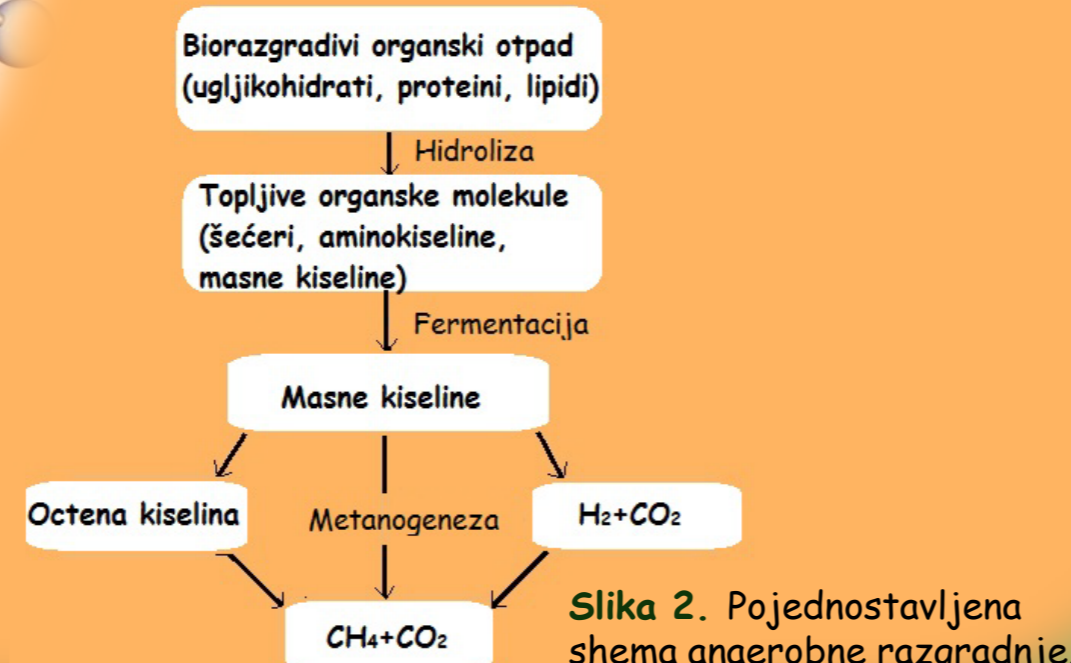 Biorazgradivi organski otpad
(ugljikohidrati, proteini, lipidi)
Hidroliza
Topljive organske molekule
(šećeri, aminokiseline,
masne kiseline)
Fermentacija
Masne kiseline
Octena kiselina
Metanogeneza
H₂+CO₂
CH₄+CO₂
Slika 2. Pojednostavljena
shema anaerobne razgradnje